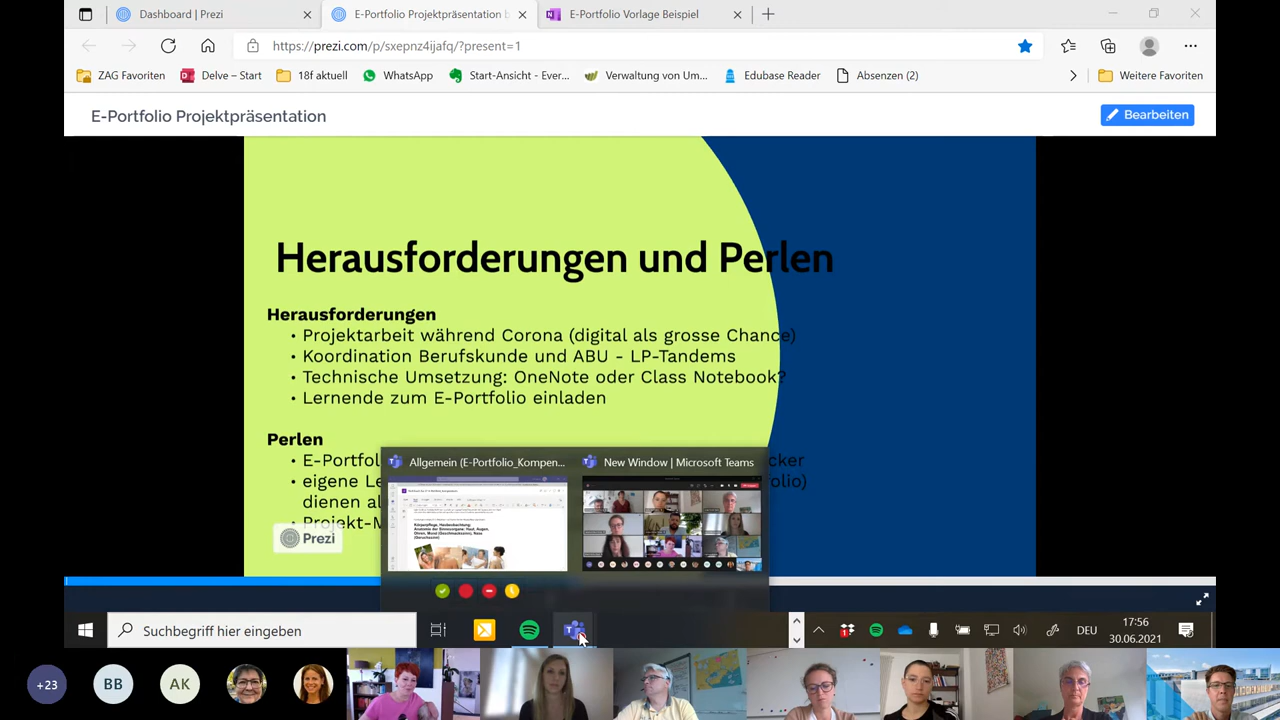 Dashboard | Prezi
E-Portfolio Projektpräsentation b
E-Portfolio Vorlage Beispiel
https://prezi.com/p/sxepnz4ijafq/?present=1
ZAG Favoriten
Delve – Start
18f aktuell
WhatsApp
Start-Ansicht - Ever...
Verwaltung von Um...
Edubase Reader
Absenzen (2)
Weitere Favoriten
E-Portfolio Projektpräsentation
Bearbeiten
Herausforderungen und Perlen
Herausforderungen
• Projektarbeit während Corona (digital als grosse Chance)
• Koordination Berufskunde und ABU - LP-Tandems
• Technische Umsetzung: OneNote oder Class Notebook?
• Lernende zum E-Portfolio einladen
Perlen
Allgemein (E-Portfolio_Kompen...
New Window | Microsoft Teams
• E-Portfol
cker
• eigene Le
folio)
dienen al
• Projekt-M
Prezi
Suchbegriff hier eingeben
DEU
17:56
30.06.2021
+23
BB
AK